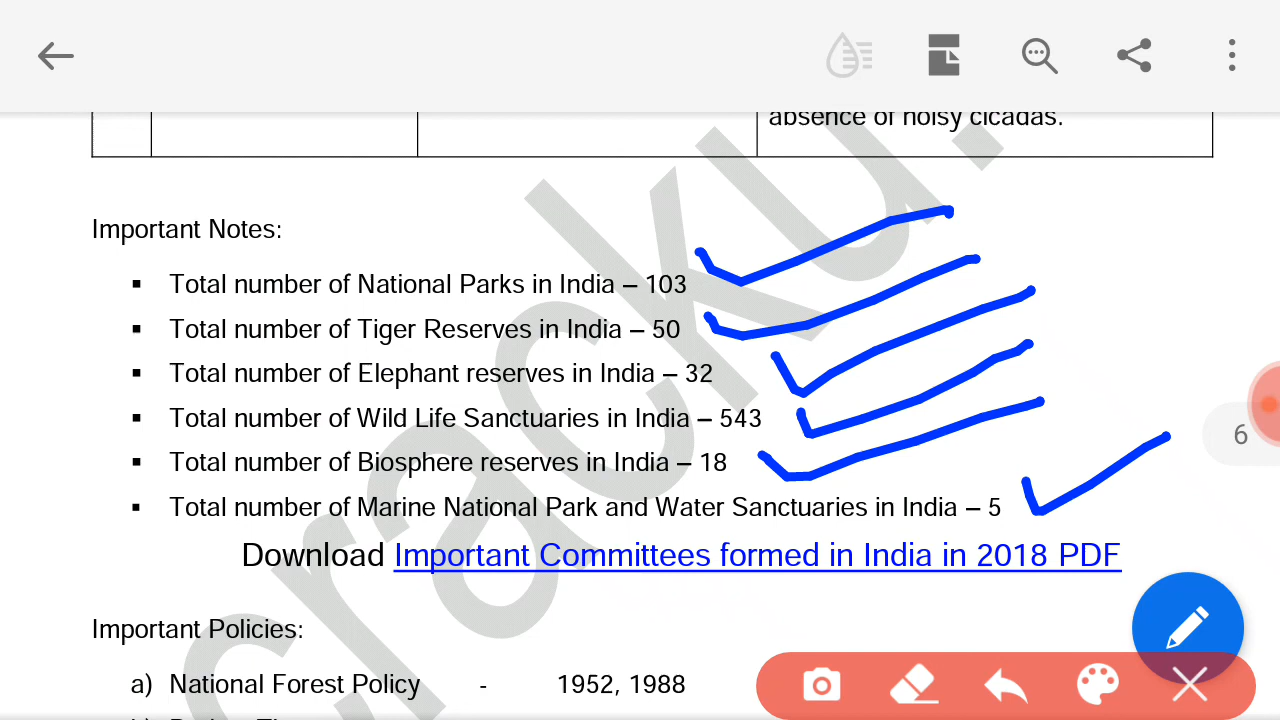 absence of noisy cicadas.
Important Notes:
▪ Total number of National Parks in India – 103
▪ Total number of Tiger Reserves in India – 50
▪ Total number of Elephant reserves in India – 32
▪ Total number of Wild Life Sanctuaries in India – 543
▪ Total number of Biosphere reserves in India – 18
▪ Total number of Marine National Park and Water Sanctuaries in India – 5
Download Important Committees formed in India in 2018 PDF
6
Important Policies:
a) National Forest Policy - 1952, 1988
cracku.